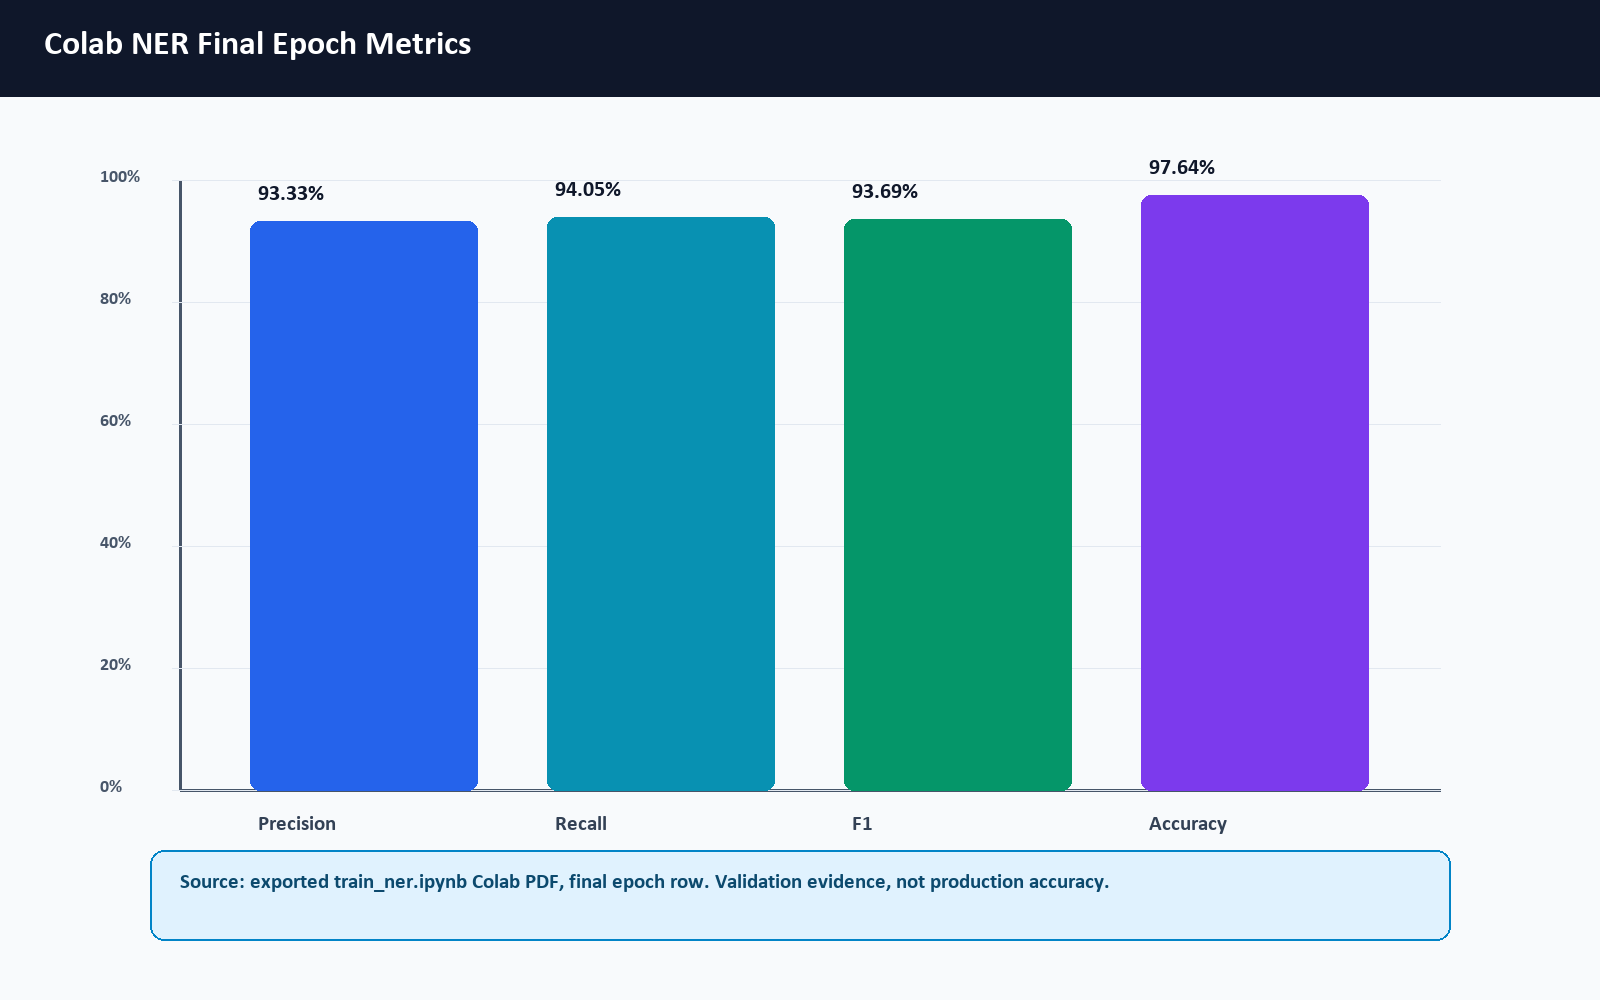 Colab NER Final Epoch Metrics
97.64%
100%
93.33%
94.05%
93.69%
80%
60%
40%
20%
0%
Precision
Recall
F1
Accuracy
Source: exported train_ner.ipynb Colab PDF, final epoch row. Validation evidence, not production accuracy.